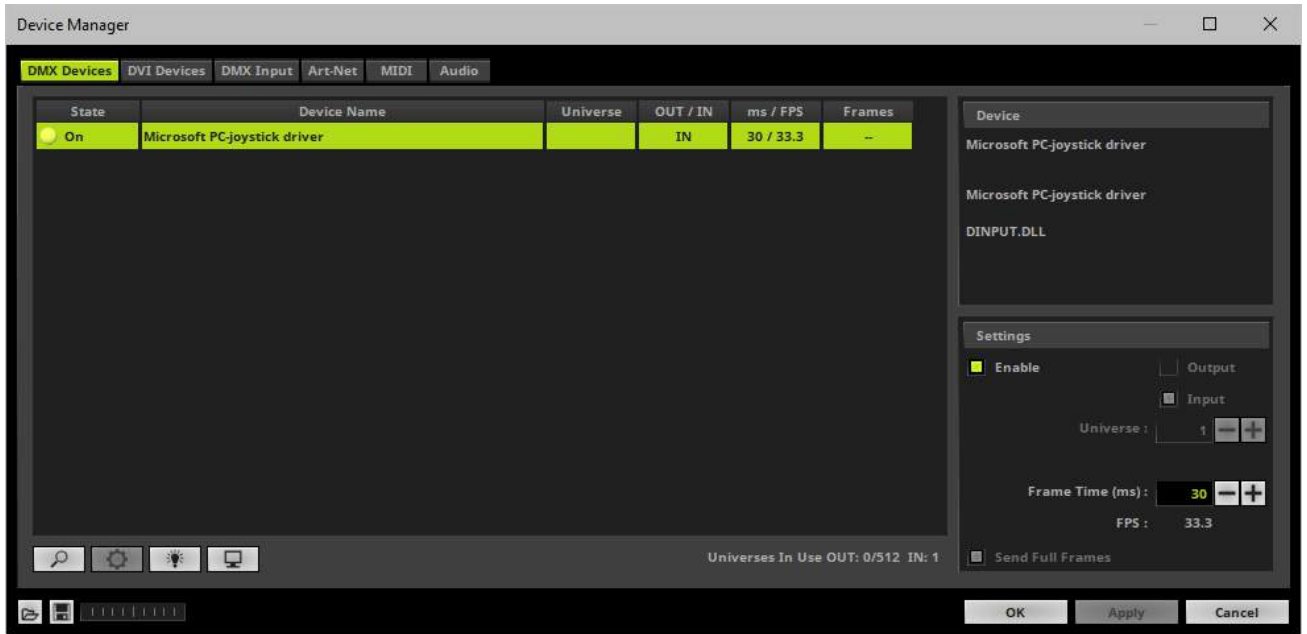 Device Manager
DMX Devices DVI Devices DMX Input Art-Net MIDI Audio
State Device Name Universe OUT / IN ms / FPS Frames
On Microsoft PC-joystick driver IN 30 / 33.3 --
Device
Microsoft PC-joystick driver
Microsoft PC-joystick driver
DINPUT.DLL
Settings
Enable Output
Input
Universe : 1
Frame Time (ms) : 30
FPS : 33.3
Universes In Use OUT: 0/512 IN: 1
Send Full Frames
OK Apply Cancel